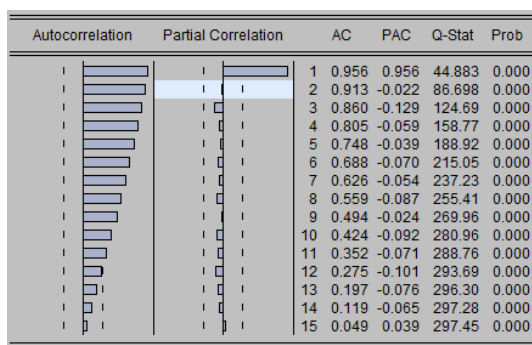 Autocorrelation Partial Correlation AC PAC Q-Stat Prob
1 0.956 0.956 44.883 0.000
2 0.913 -0.022 86.698 0.000
3 0.860 -0.129 124.69 0.000
4 0.805 -0.059 158.77 0.000
5 0.748 -0.039 188.92 0.000
6 0.688 -0.070 215.05 0.000
7 0.626 -0.054 237.23 0.000
8 0.559 -0.087 255.41 0.000
9 0.494 -0.024 269.96 0.000
10 0.424 -0.092 280.96 0.000
11 0.352 -0.071 288.76 0.000
12 0.275 -0.101 293.69 0.000
13 0.197 -0.076 296.30 0.000
14 0.119 -0.065 297.28 0.000
15 0.049 0.039 297.45 0.000